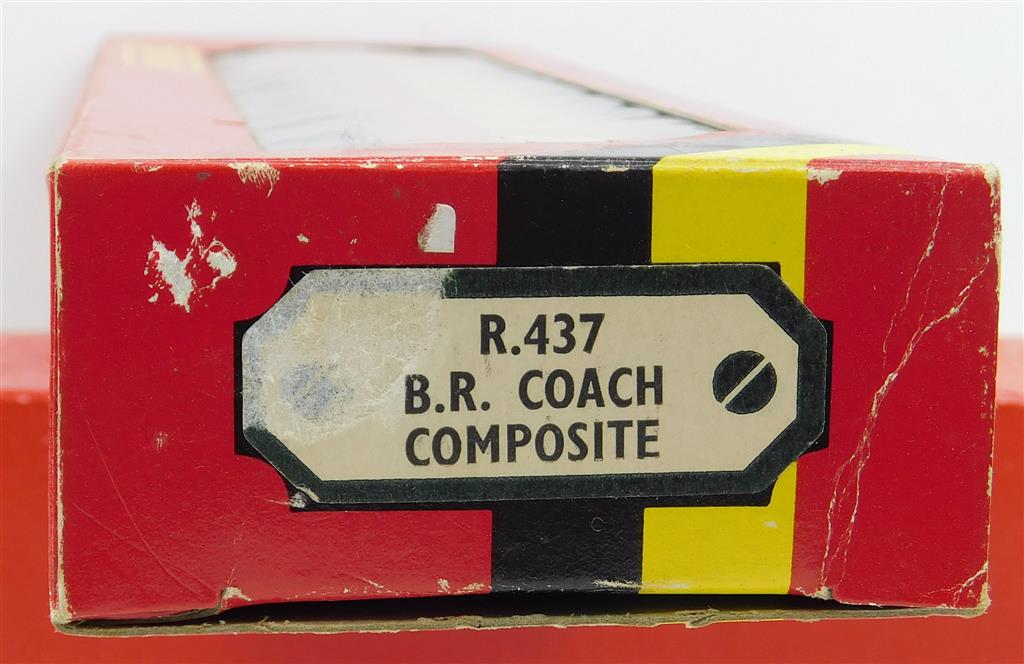 R.437
B.R. COACH
COMPOSITE